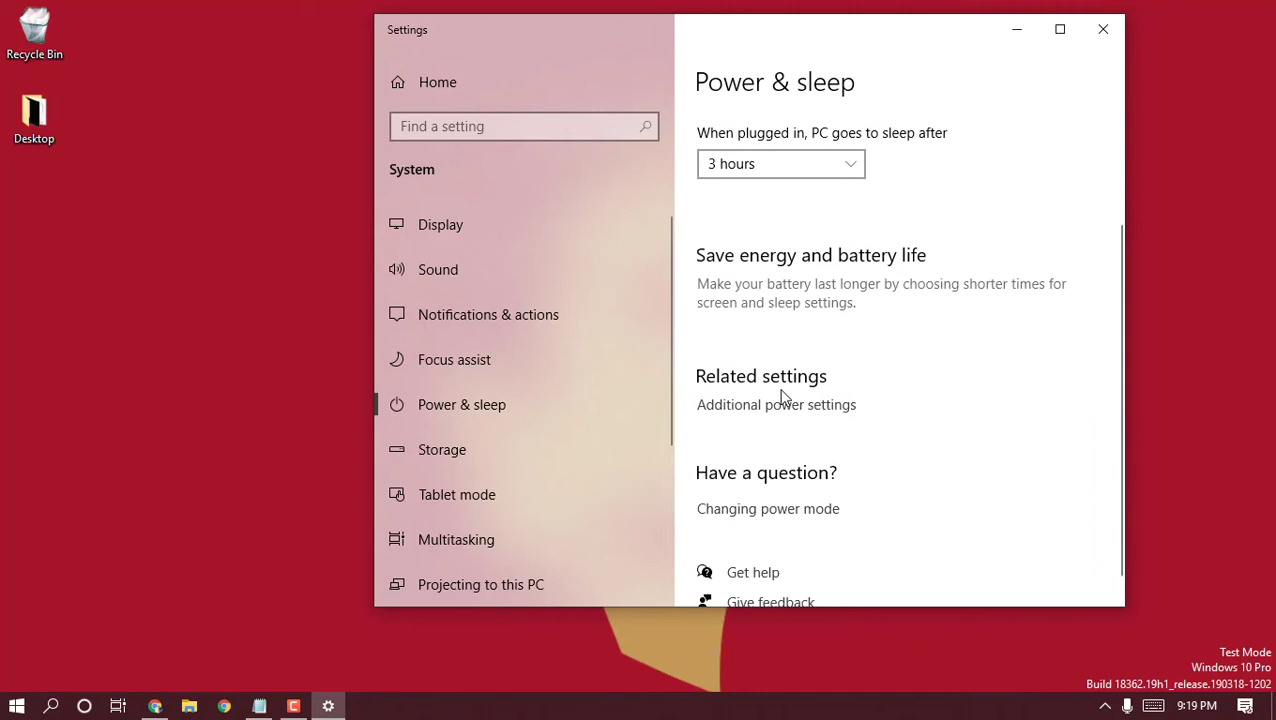 Recycle Bin
Desktop
Settings
Home
Find a setting
System
Display
Sound
Notifications & actions
Focus assist
Power & sleep
Storage
Tablet mode
Multitasking
Projecting to this PC
Power & sleep
When plugged in, PC goes to sleep after
3 hours
Save energy and battery life
Make your battery last longer by choosing shorter times for
screen and sleep settings.
Related settings
Additional power settings
Have a question?
Changing power mode
Get help
Give feedback
Test Mode
Windows 10 Pro
Build 18362.19h1_release.190318-1202
9:19 PM